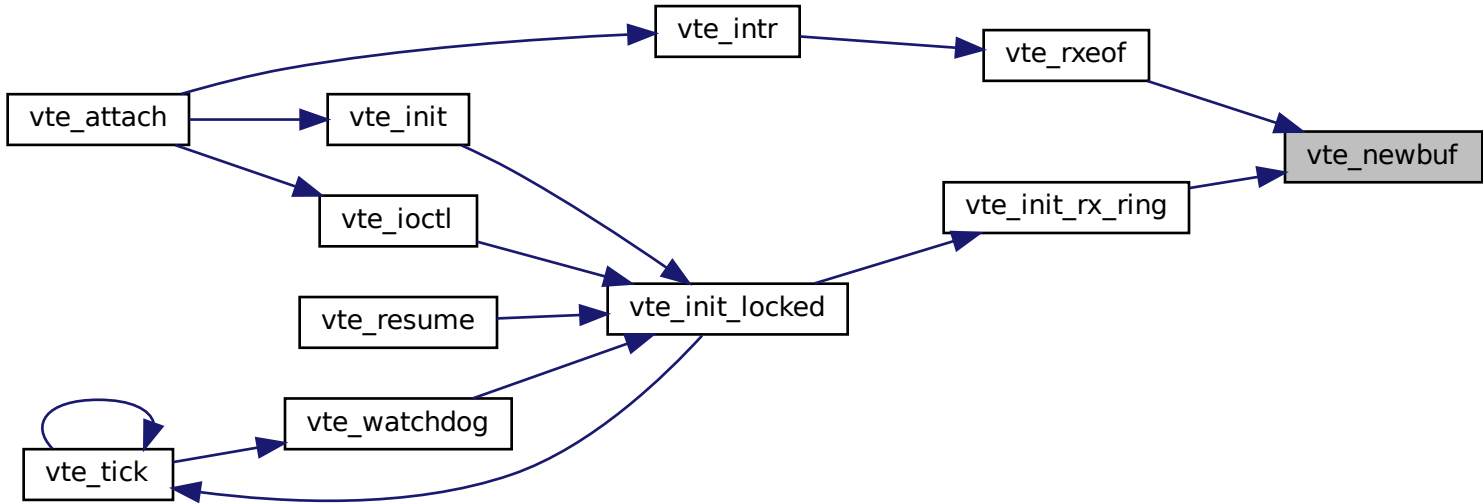 vte_intr
vte_rxeof
vte_attach
vte_init
vte_newbuf
vte_ioctl
vte_init_rx_ring
vte_resume
vte_init_locked
vte_watchdog
vte_tick